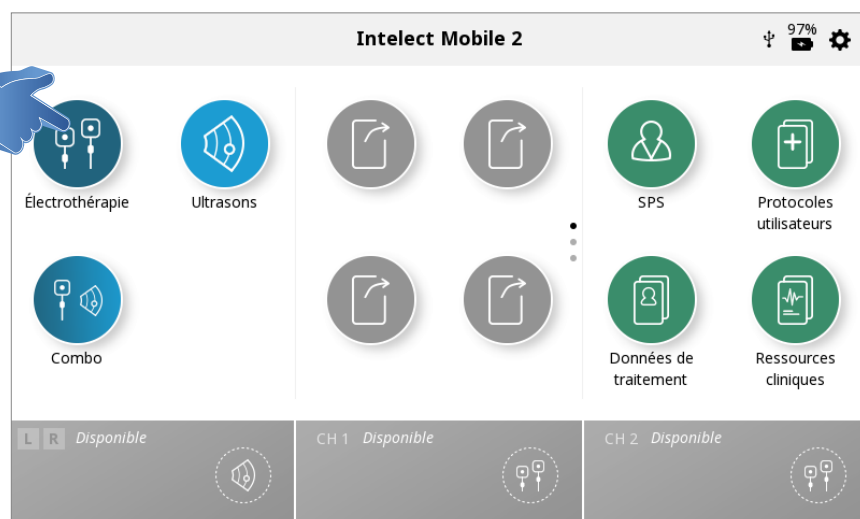 Intelect Mobile 2
97%
Électrothérapie
Ultrasons
SPS
Protocoles
utilisateurs
Combo
Données de
traitement
Ressources
cliniques
L R Disponible
CH 1 Disponible
CH 2 Disponible